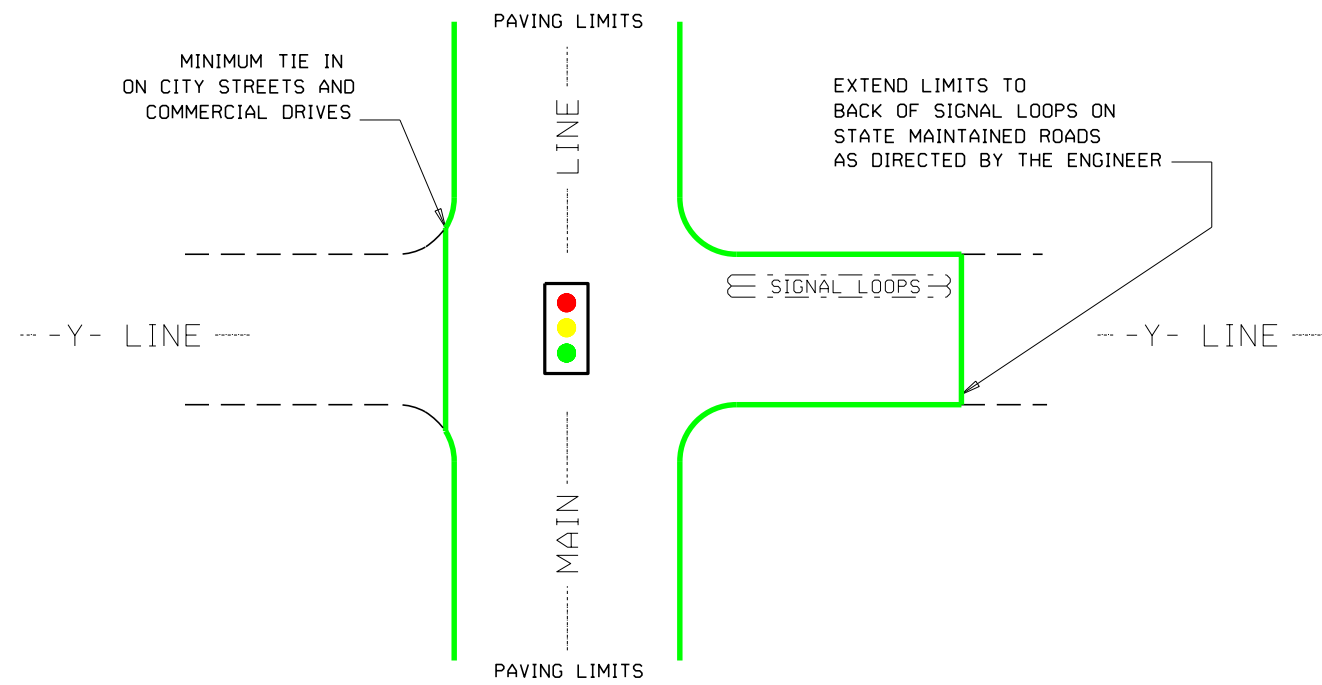 PAVING LIMITS
MINIMUM TIE IN
ON CITY STREETS AND
COMMERCIAL DRIVES
EXTEND LIMITS TO
BACK OF SIGNAL LOOPS ON
STATE MAINTAINED ROADS
AS DIRECTED BY THE ENGINEER
LINE
SIGNAL LOOPS
-Y- LINE
-Y- LINE
MAIN
PAVING LIMITS